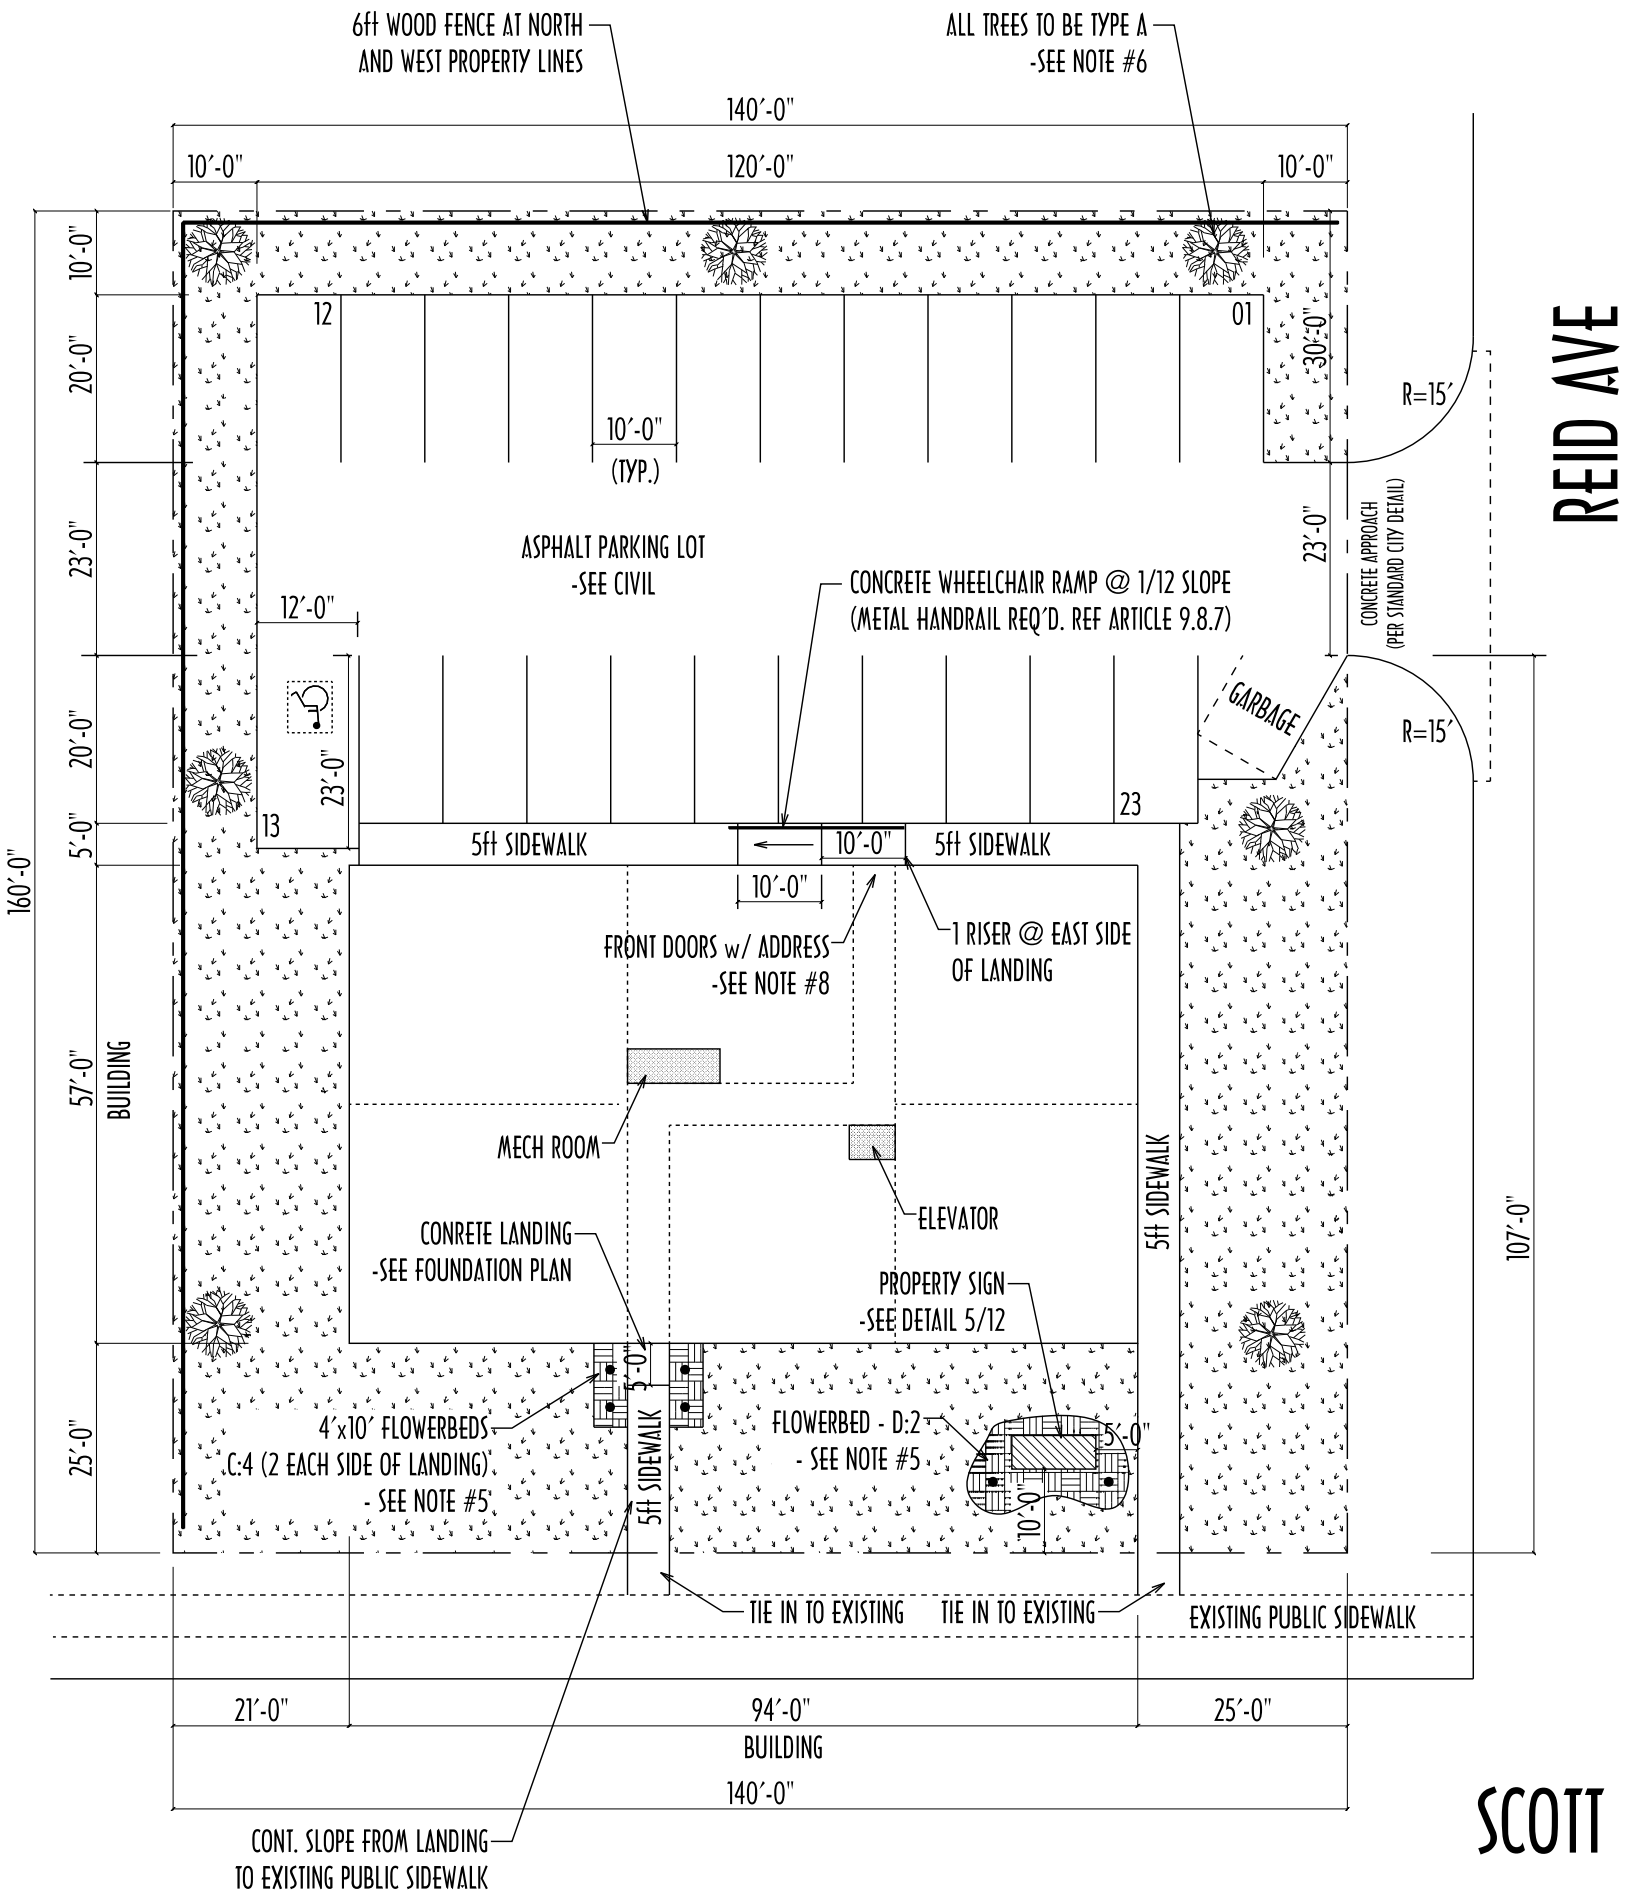 6ft WOOD FENCE AT NORTH
AND WEST PROPERTY LINES
ALL TREES TO BE TYPE A
-SEE NOTE #6
140'-0"
10'-0"
120'-0"
10'-0"
10'-0"
12
01
20'-0"
30'-0"
10'-0"
(TYP.)
R=15'
REID AVE
23'-0"
ASPHALT PARKING LOT
-SEE CIVIL
23'-0"
CONCRETE APPROACH
(PER STANDARD CITY DETAIL)
CONCRETE WHEELCHAIR RAMP @ 1/12 SLOPE
(METAL HANDRAIL REQ'D. REF ARTICLE 9.8.7)
12'-0"
20'-0"
23'-0"
GARBAGE
R=15'
13
23
5'-0"
5ft SIDEWALK
10'-0"
5ft SIDEWALK
10'-0"
160'-0"
FRONT DOORS w/ ADDRESS
-SEE NOTE #8
1 RISER @ EAST SIDE
OF LANDING
57'-0"
BUILDING
MECH ROOM
ELEVATOR
5ft SIDEWALK
107'-0"
CONRETE LANDING
-SEE FOUNDATION PLAN
PROPERTY SIGN
-SEE DETAIL 5/12
5'-0"
25'-0"
4'x10' FLOWERBEDS
C:4 (2 EACH SIDE OF LANDING)
- SEE NOTE #5
5ft SIDEWALK
FLOWERBED - D:2
- SEE NOTE #5
5'-0"
10'-0"
TIE IN TO EXISTING
TIE IN TO EXISTING
EXISTING PUBLIC SIDEWALK
21'-0"
94'-0"
25'-0"
BUILDING
140'-0"
SCOTT
CONT. SLOPE FROM LANDING
TO EXISTING PUBLIC SIDEWALK